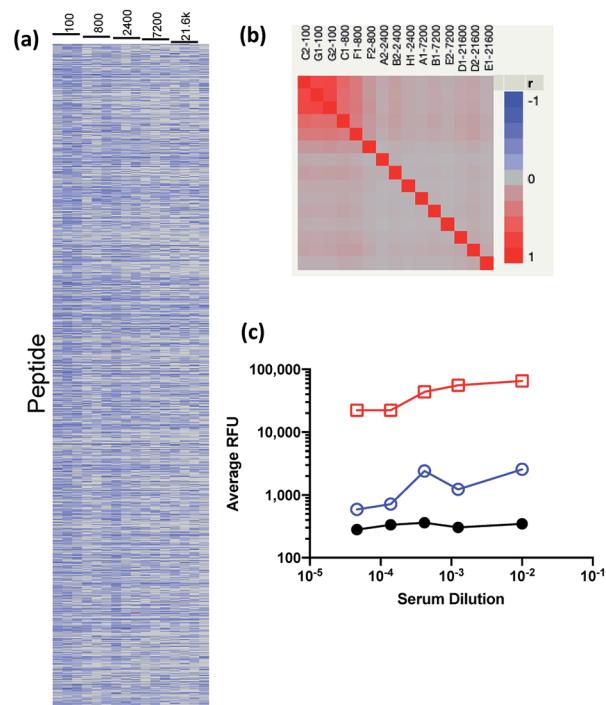 (a)
100
800
2400
7200
21.6k
Peptide
(b)
C2-100
G1-100
G2-100
C1-800
F1-800
F2-800
A2-2400
B2-2400
H1-2400
A1-7200
B1-7200
E2-7200
D1-21600
D2-21600
E1-21600
r
-1
0
1
(c)
100,000
10,000
1,000
100
Average RFU
10-5
10-4
10-3
10-2
10-1
Serum Dilution